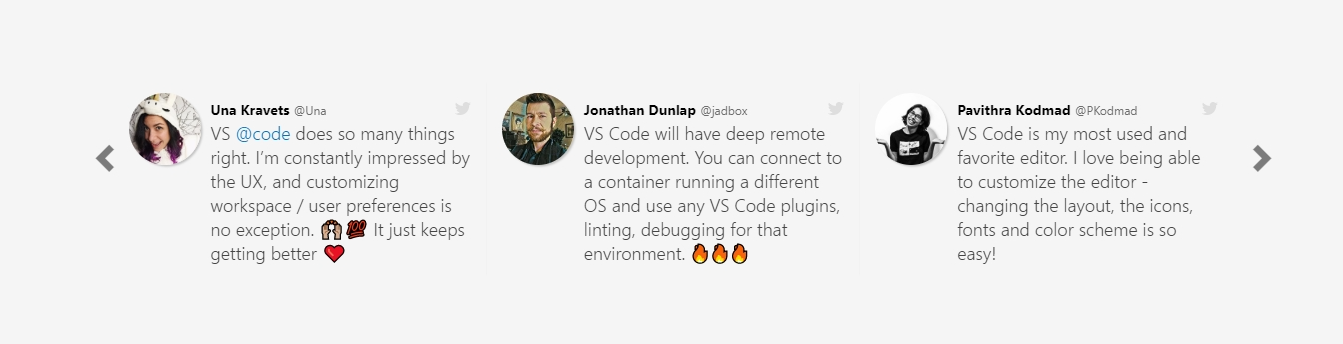 Una Kravets @Una
VS @code does so many things
right. I’m constantly impressed by
the UX, and customizing
workspace / user preferences is
no exception. 🙌🏽💯 It just keeps
getting better ❤️
Jonathan Dunlap @jadbox
VS Code will have deep remote
development. You can connect to
a container running a different
OS and use any VS Code plugins,
linting, debugging for that
environment. 🔥🔥🔥
Pavithra Kodmad @PKodmad
VS Code is my most used and
favorite editor. I love being able
to customize the editor -
changing the layout, the icons,
fonts and color scheme is so
easy!